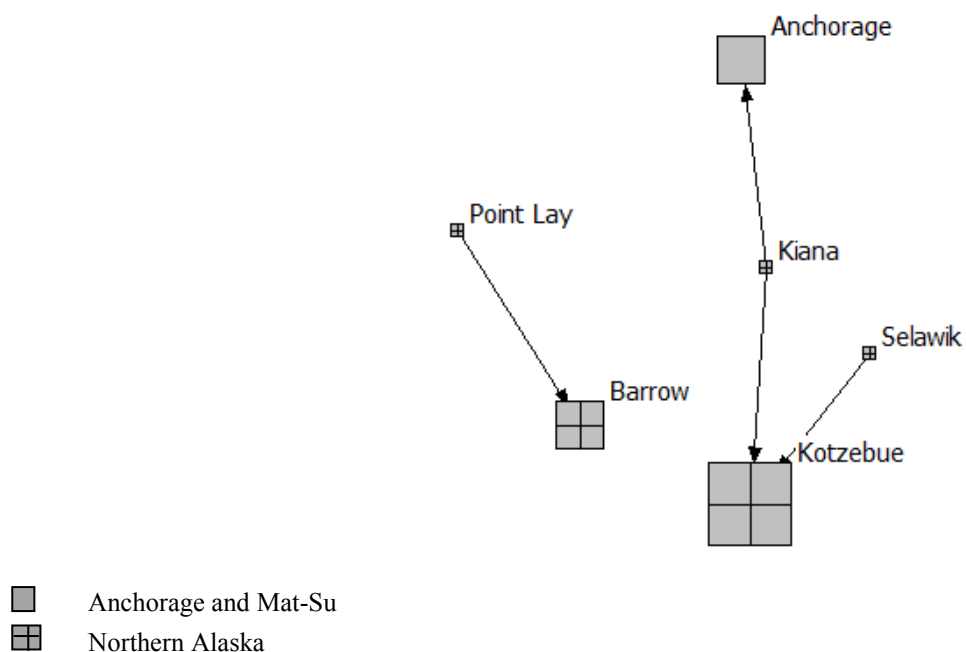 Anchorage
Point Lay
Kiana
Selawik
Barrow
Kotzebue
Anchorage and Mat-Su
Northern Alaska